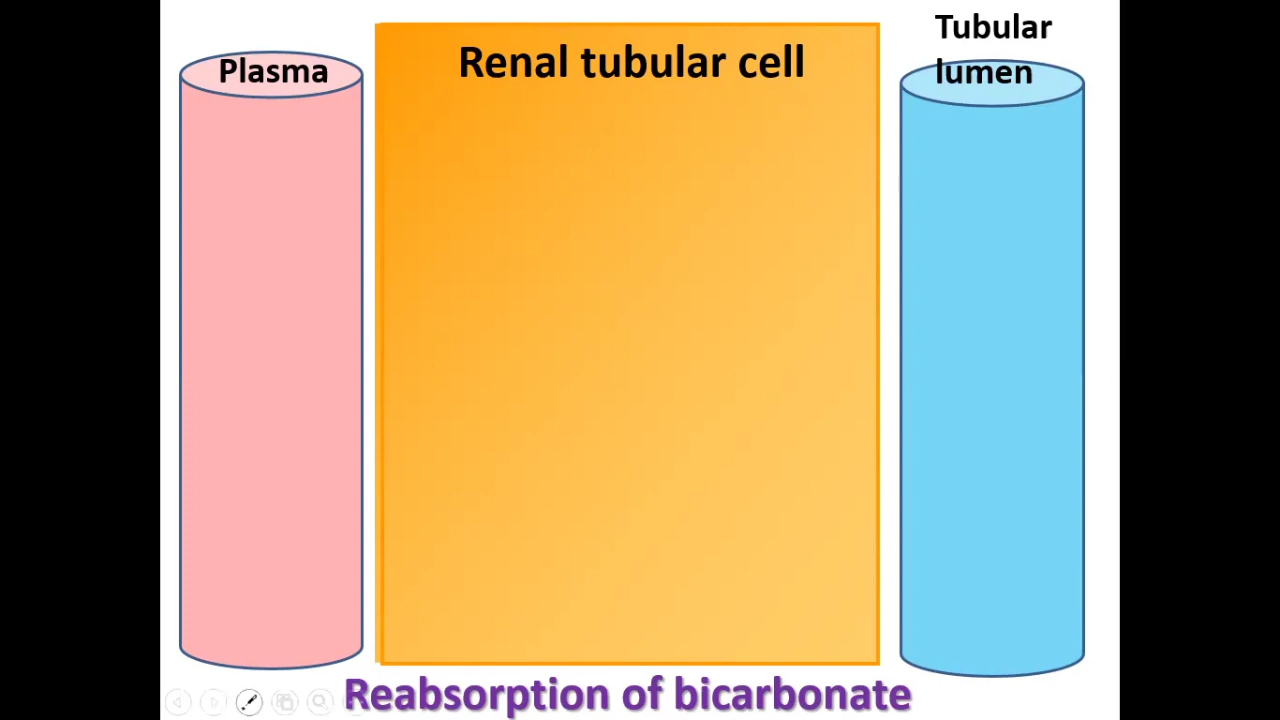 Plasma
Renal tubular cell
Tubular
lumen
Reabsorption of bicarbonate